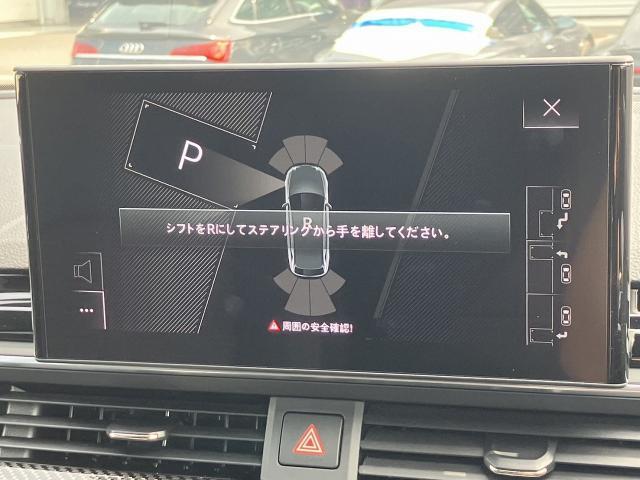 P
R
シフトをRにしてステアリングから手を離してください。
周囲の安全確認!